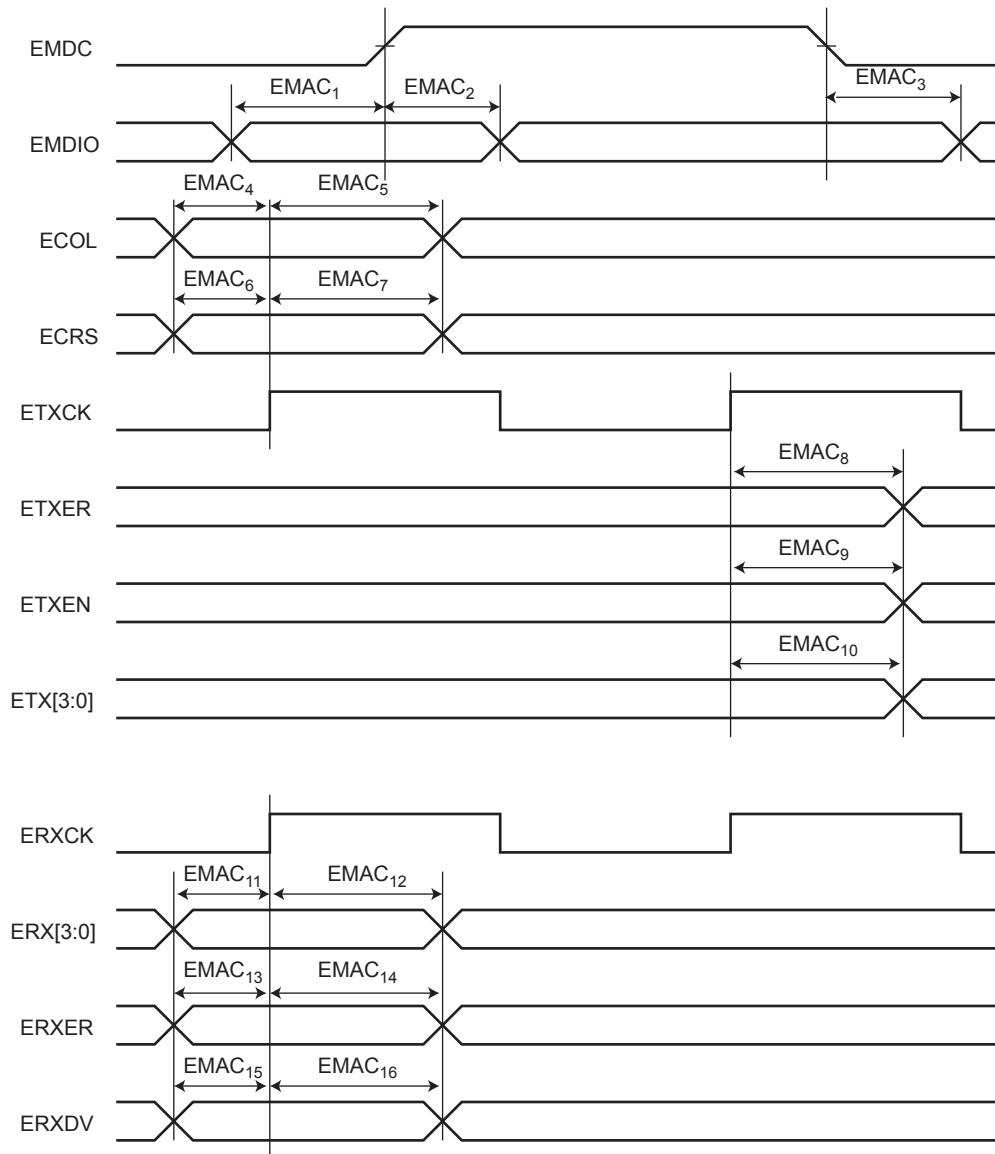 EMDC
EMAC₁ EMAC₂ EMAC₃
EMDIO
EMAC₄ EMAC₅
ECOL
EMAC₆ EMAC₇
ECRS
ETXCK
EMAC₈
ETXER
EMAC₉
ETXEN
EMAC₁₀
ETX[3:0]
ERXCK
EMAC₁₁ EMAC₁₂
ERX[3:0]
EMAC₁₃ EMAC₁₄
ERXER
EMAC₁₅ EMAC₁₆
ERXDV